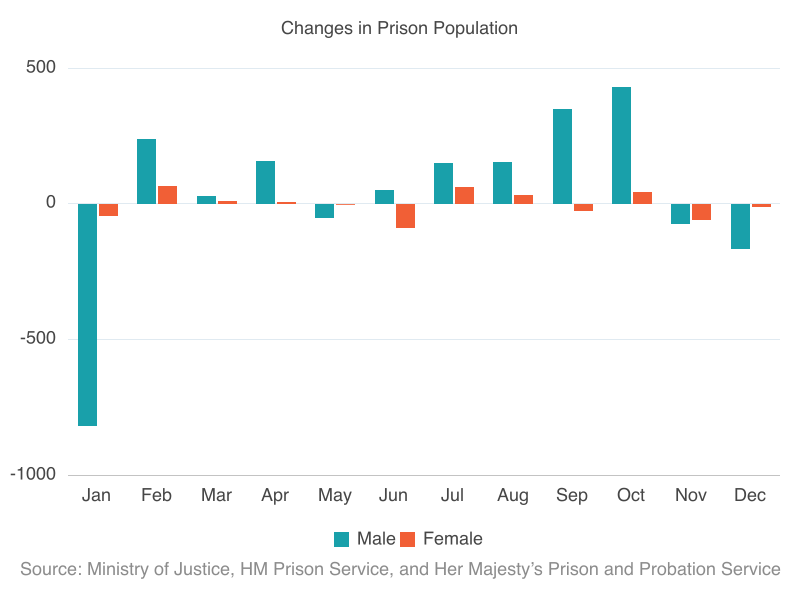 Changes in Prison Population
500
0
-500
-1000
Jan Feb Mar Apr May Jun Jul Aug Sep Oct Nov Dec
Male Female
Source: Ministry of Justice, HM Prison Service, and Her Majesty’s Prison and Probation Service